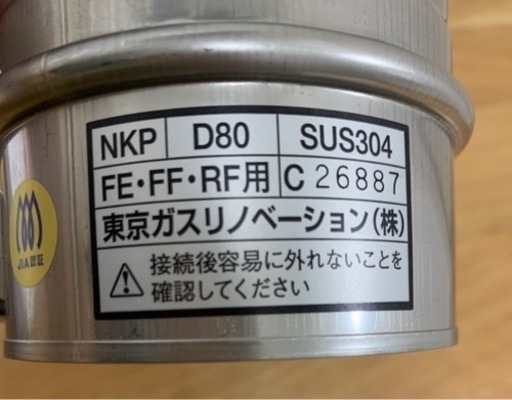 NKP D80 SUS304
FE・FF・RF用 C 26887
東京ガスリノベーション(株)
接続後容易に外れないことを
確認してください
JIA認証